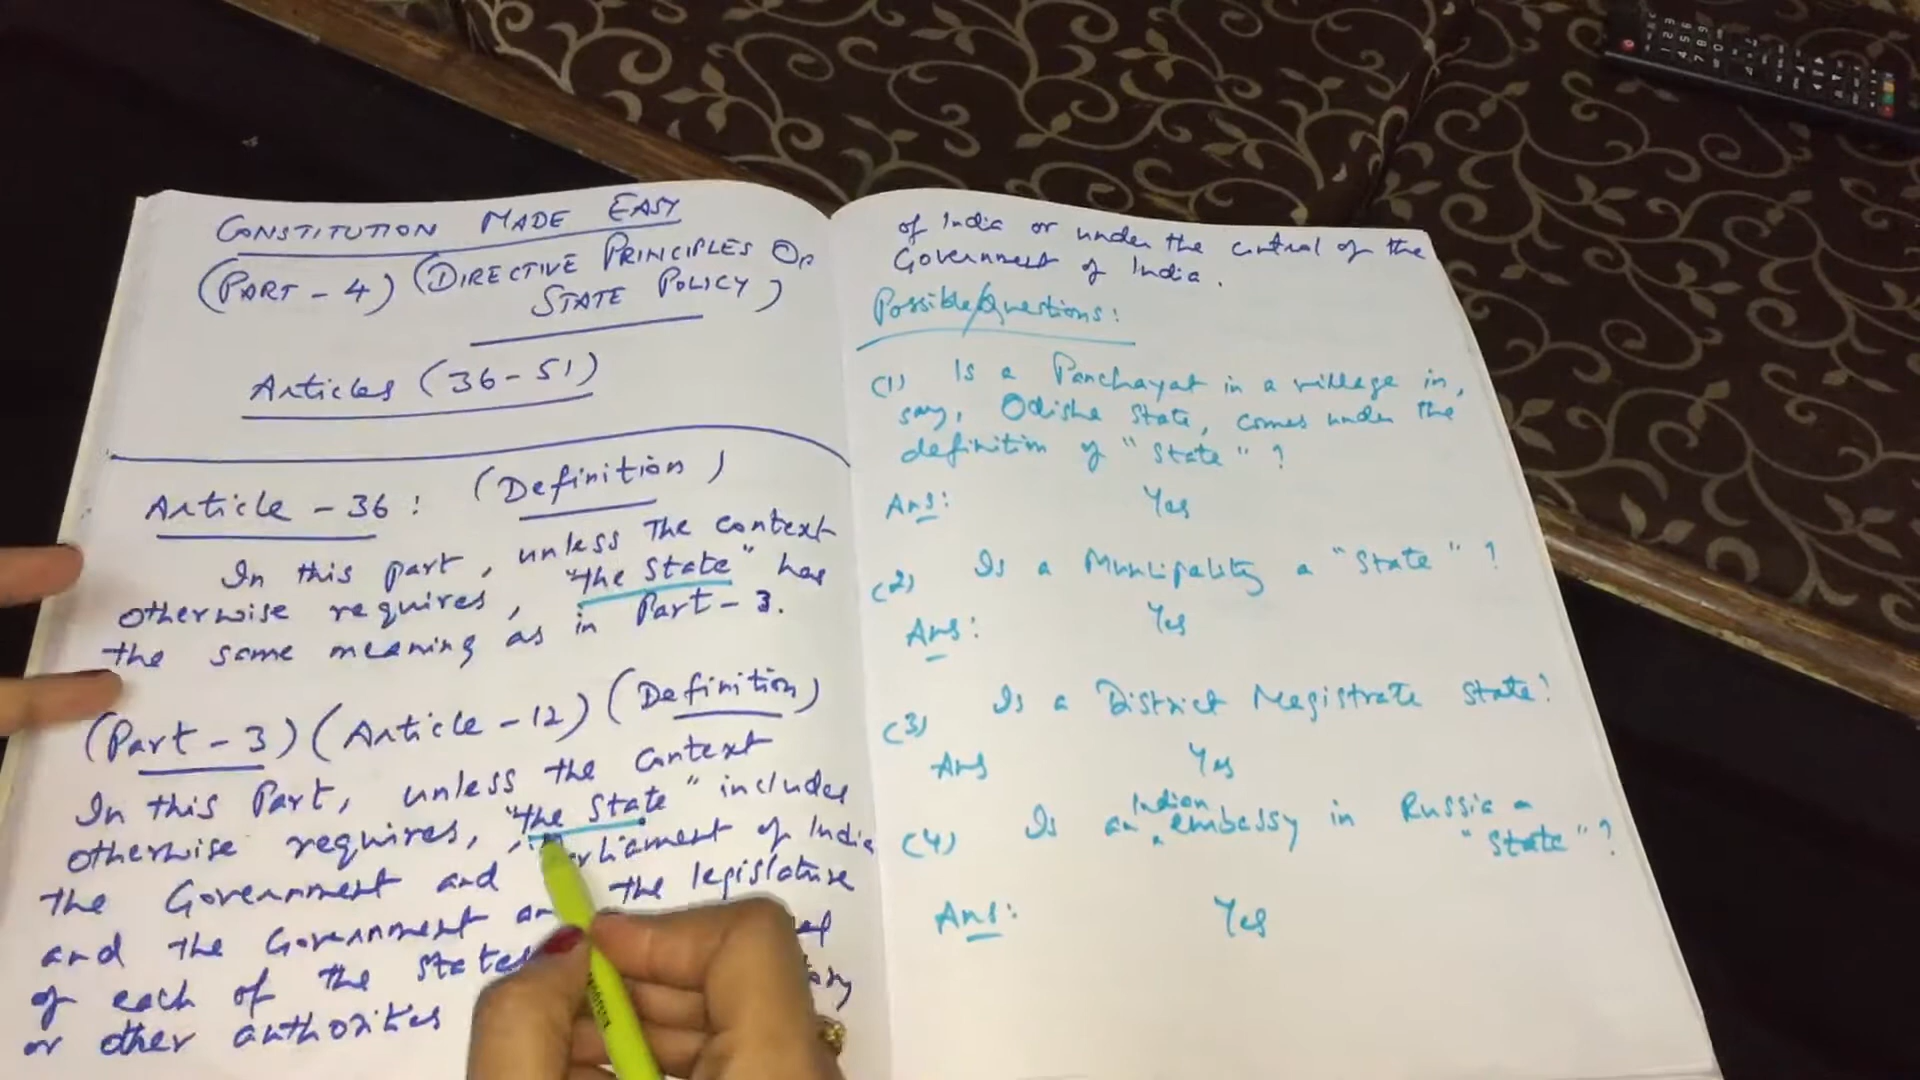 CONSTITUTION MADE EASY
(PART - 4) (DIRECTIVE PRINCIPLES OF
STATE POLICY)
Articles (36-51)
Article - 36: (Definition)
In this part, unless the context
otherwise requires, "the State" has
the same meaning as in Part-3.
(Part - 3) (Article - 12) (Definition)
In this Part, unless the context
otherwise requires, "the State" includes
the Government and Parliament of India
and the Government and the legislature
of each of the States
or other authorities
of India or under the control of the
Government of India.
Possible/Questions:
(1) Is a Panchayat in a village in,
say, Odisha State, comes under the
definition of "State"?
Ans: Yes
(2) Is a Municipality a "State"?
Ans: Yes
(3) Is a District Magistrate State?
Ans Yes
(4) Is an Indian embassy in Russia a
"State"?
Ans: Yes